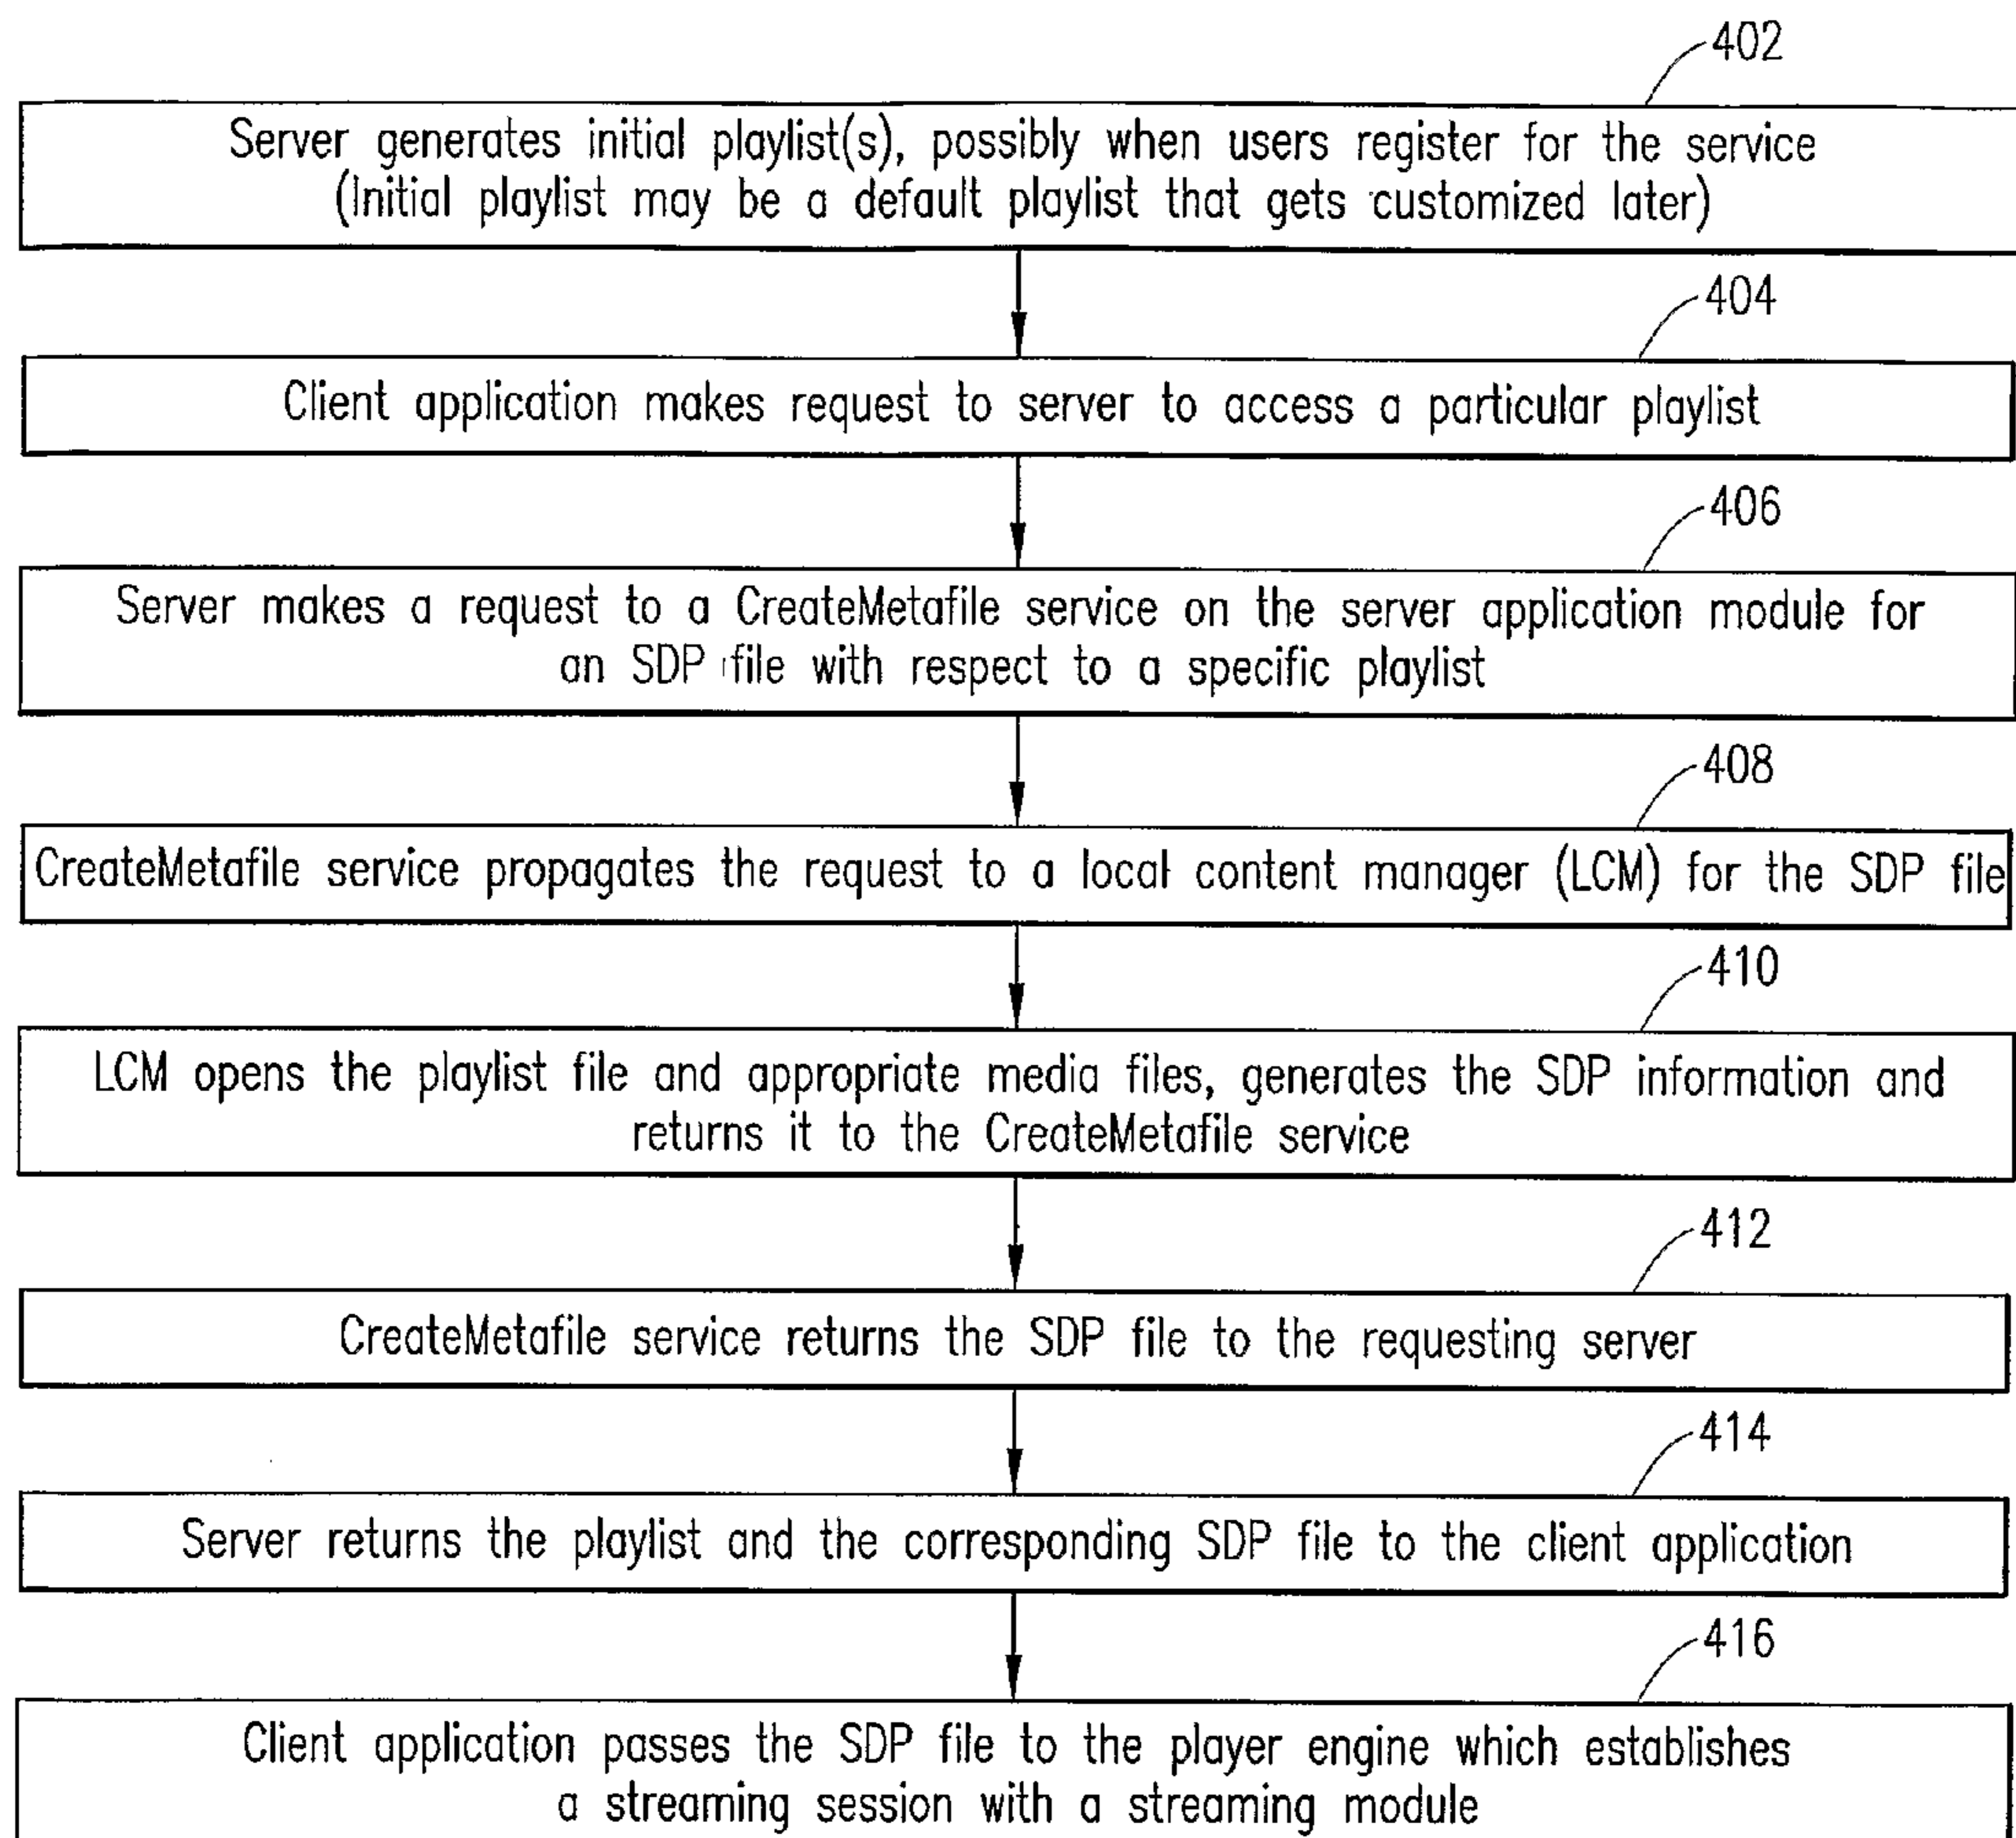 402
Server generates initial playlist(s), possibly when users register for the service
(Initial playlist may be a default playlist that gets customized later)
404
Client application makes request to server to access a particular playlist
406
Server makes a request to a CreateMetafile service on the server application module for
an SDP file with respect to a specific playlist
408
CreateMetafile service propagates the request to a local content manager (LCM) for the SDP file
410
LCM opens the playlist file and appropriate media files, generates the SDP information and
returns it to the CreateMetafile service
412
CreateMetafile service returns the SDP file to the requesting server
414
Server returns the playlist and the corresponding SDP file to the client application
416
Client application passes the SDP file to the player engine which establishes
a streaming session with a streaming module